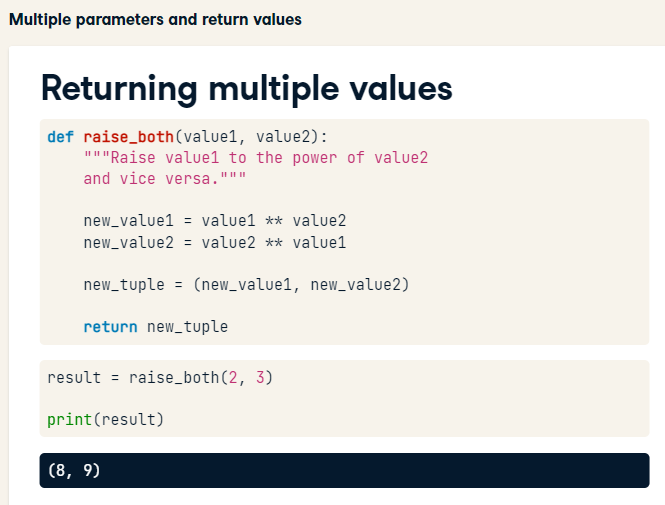 Multiple parameters and return values
Returning multiple values
def raise_both(value1, value2):
    """Raise value1 to the power of value2
    and vice versa."""
    new_value1 = value1 ** value2
    new_value2 = value2 ** value1
    new_tuple = (new_value1, new_value2)
    return new_tuple
result = raise_both(2, 3)
print(result)
(8, 9)